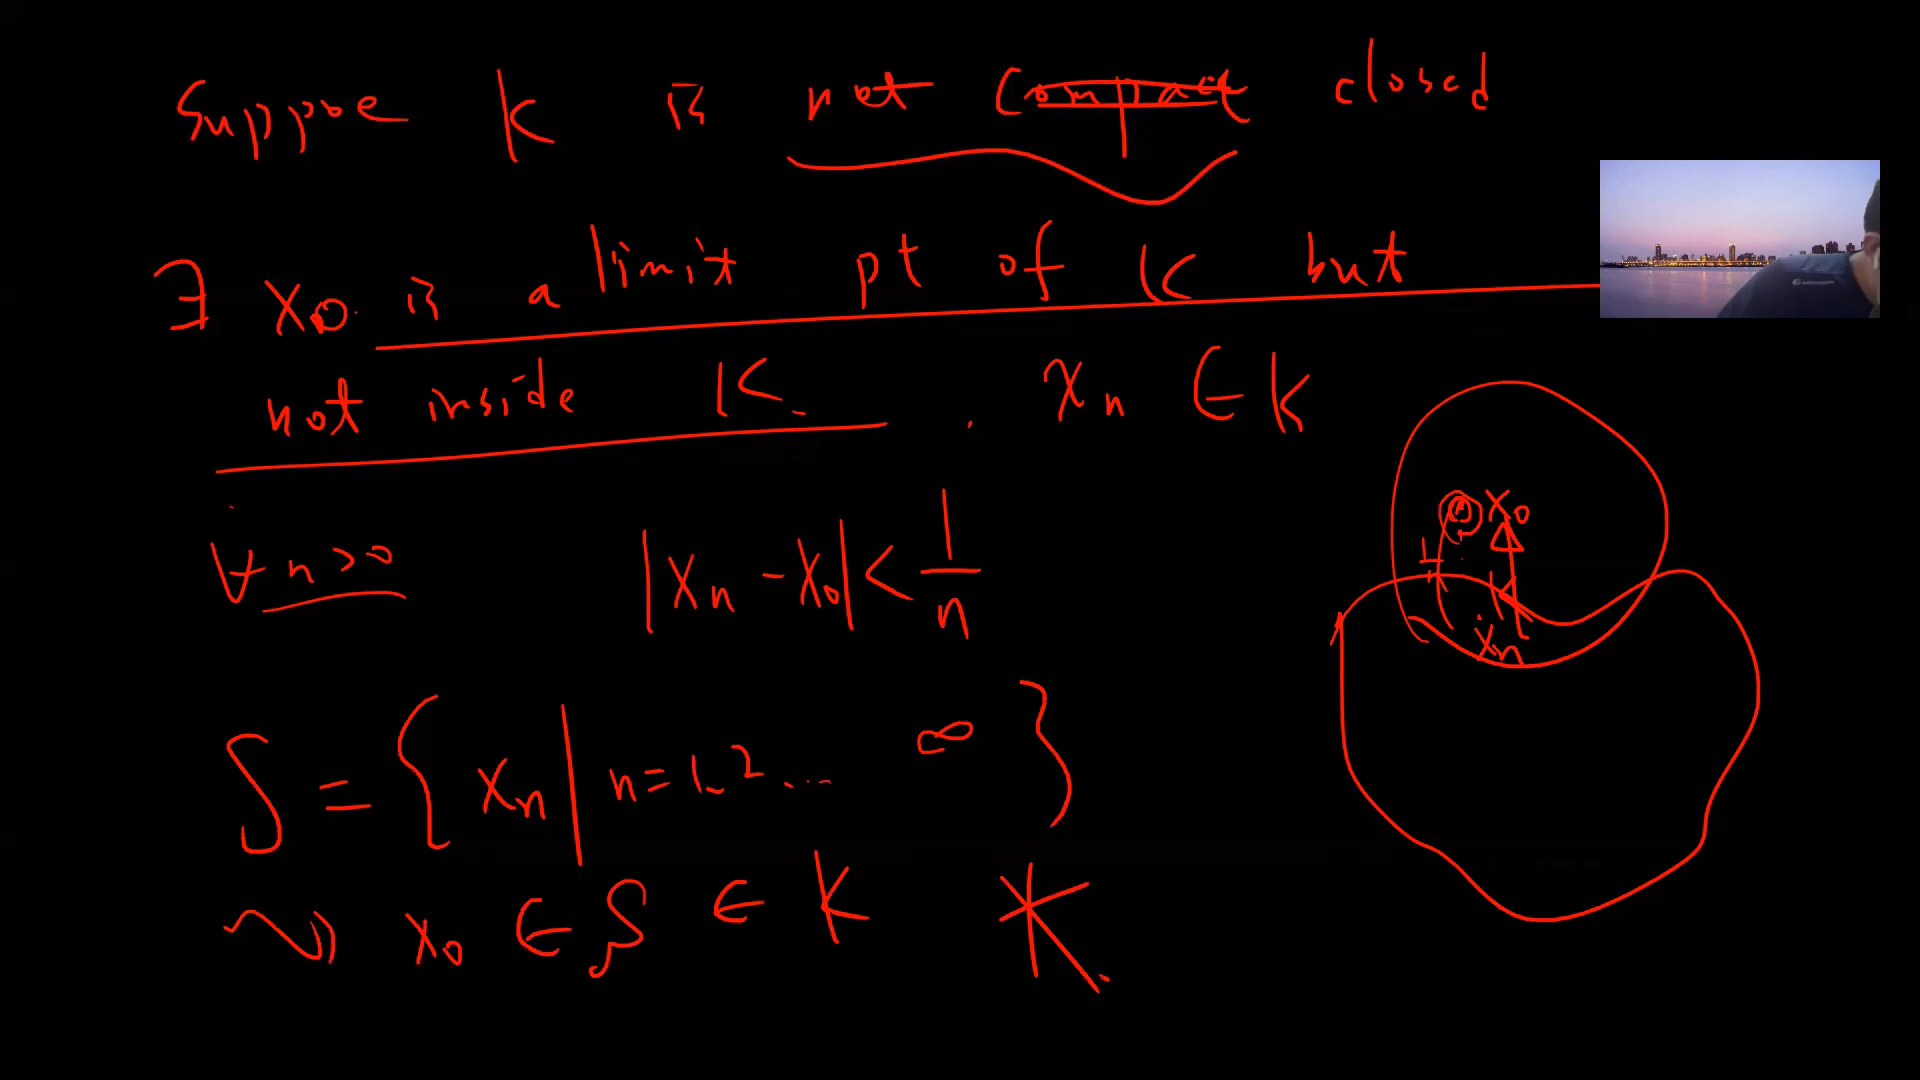 Suppose K is not compact closed
∃ x₀ is a limit pt of K but
not inside K. . xₙ ∈ K
∀ n>0 |xₙ - x₀| < 1/n
S = { xₙ | n = 1, 2 ... ∞ }
⇝ x₀ ∈ S ∈ K ※
x₀
1/n
xₙ